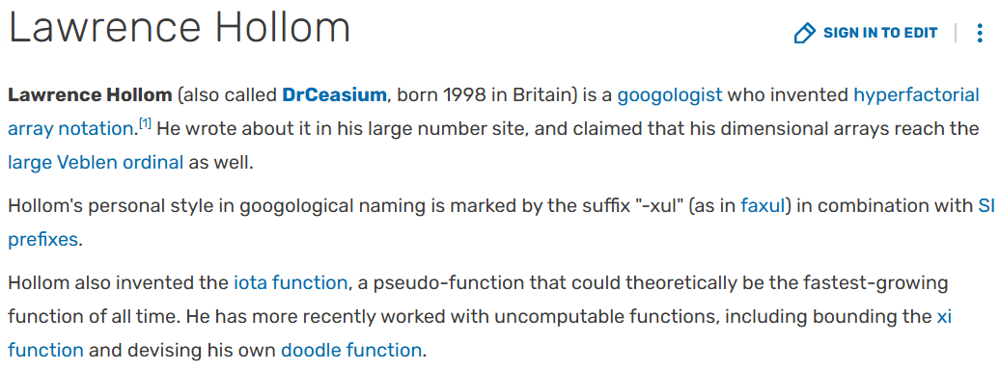 Lawrence Hollom
SIGN IN TO EDIT
Lawrence Hollom (also called DrCeasium, born 1998 in Britain) is a googologist who invented hyperfactorial
array notation.[1] He wrote about it in his large number site, and claimed that his dimensional arrays reach the
large Veblen ordinal as well.
Hollom's personal style in googological naming is marked by the suffix "-xul" (as in faxul) in combination with SI
prefixes.
Hollom also invented the iota function, a pseudo-function that could theoretically be the fastest-growing
function of all time. He has more recently worked with uncomputable functions, including bounding the xi
function and devising his own doodle function.